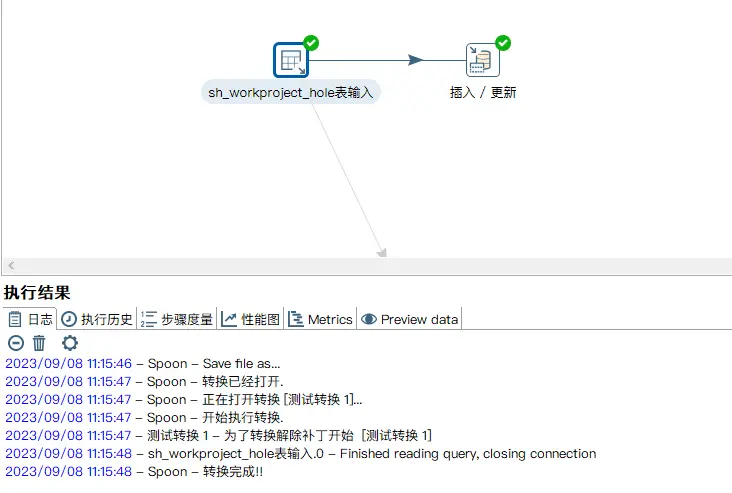 sh_workproject_hole表输入
插入 / 更新
执行结果
日志 执行历史 步骤度量 性能图 Metrics Preview data
2023/09/08 11:15:46 - Spoon - Save file as...
2023/09/08 11:15:47 - Spoon - 转换已经打开.
2023/09/08 11:15:47 - Spoon - 正在打开转换 [测试转换 1]...
2023/09/08 11:15:47 - Spoon - 开始执行转换.
2023/09/08 11:15:47 - 测试转换 1 - 为了转换解除补丁开始 [测试转换 1]
2023/09/08 11:15:48 - sh_workproject_hole表输入.0 - Finished reading query, closing connection
2023/09/08 11:15:48 - Spoon - 转换完成!!